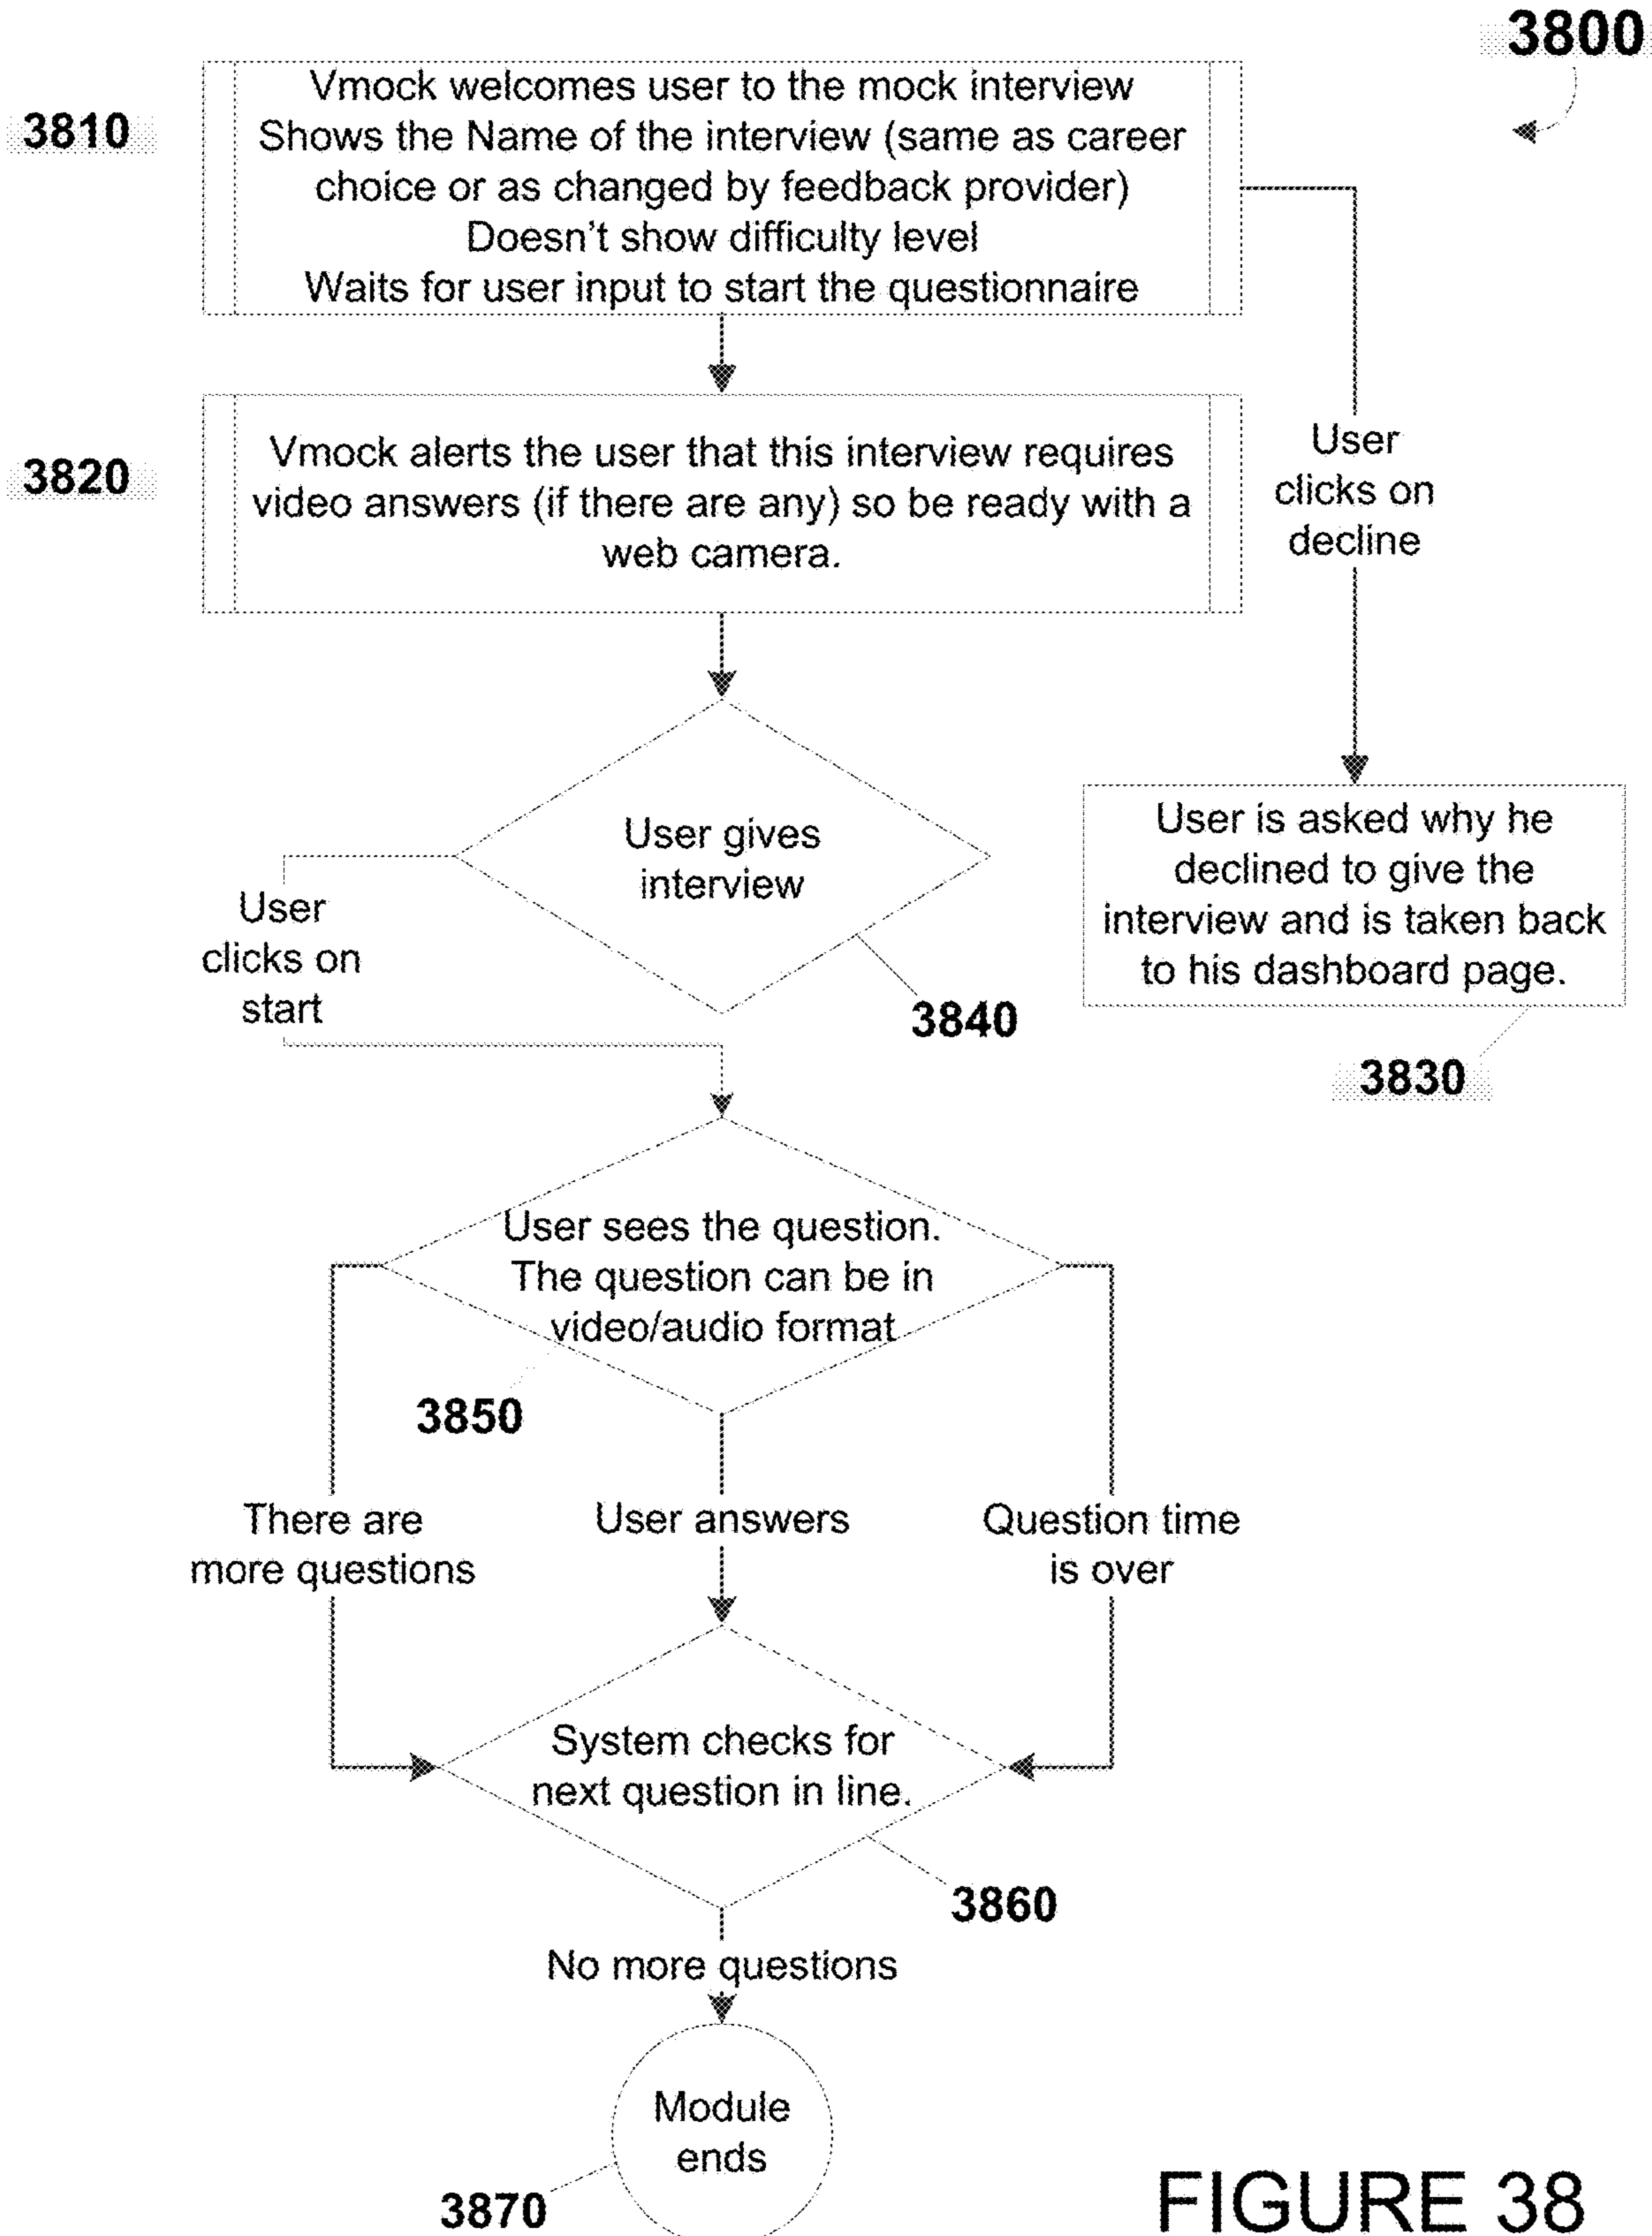 3800
3810
Vmock welcomes user to the mock interview
Shows the Name of the interview (same as career
choice or as changed by feedback provider)
Doesn't show difficulty level
Waits for user input to start the questionnaire
3820
Vmock alerts the user that this interview requires
video answers (if there are any) so be ready with a
web camera.
User
clicks on
decline
User gives
interview
3840
User is asked why he
declined to give the
interview and is taken back
to his dashboard page.
3830
User
clicks on
start
User sees the question.
The question can be in
video/audio format
3850
There are
more questions
User answers
Question time
is over
System checks for
next question in line.
3860
No more questions
Module
ends
3870
FIGURE 38